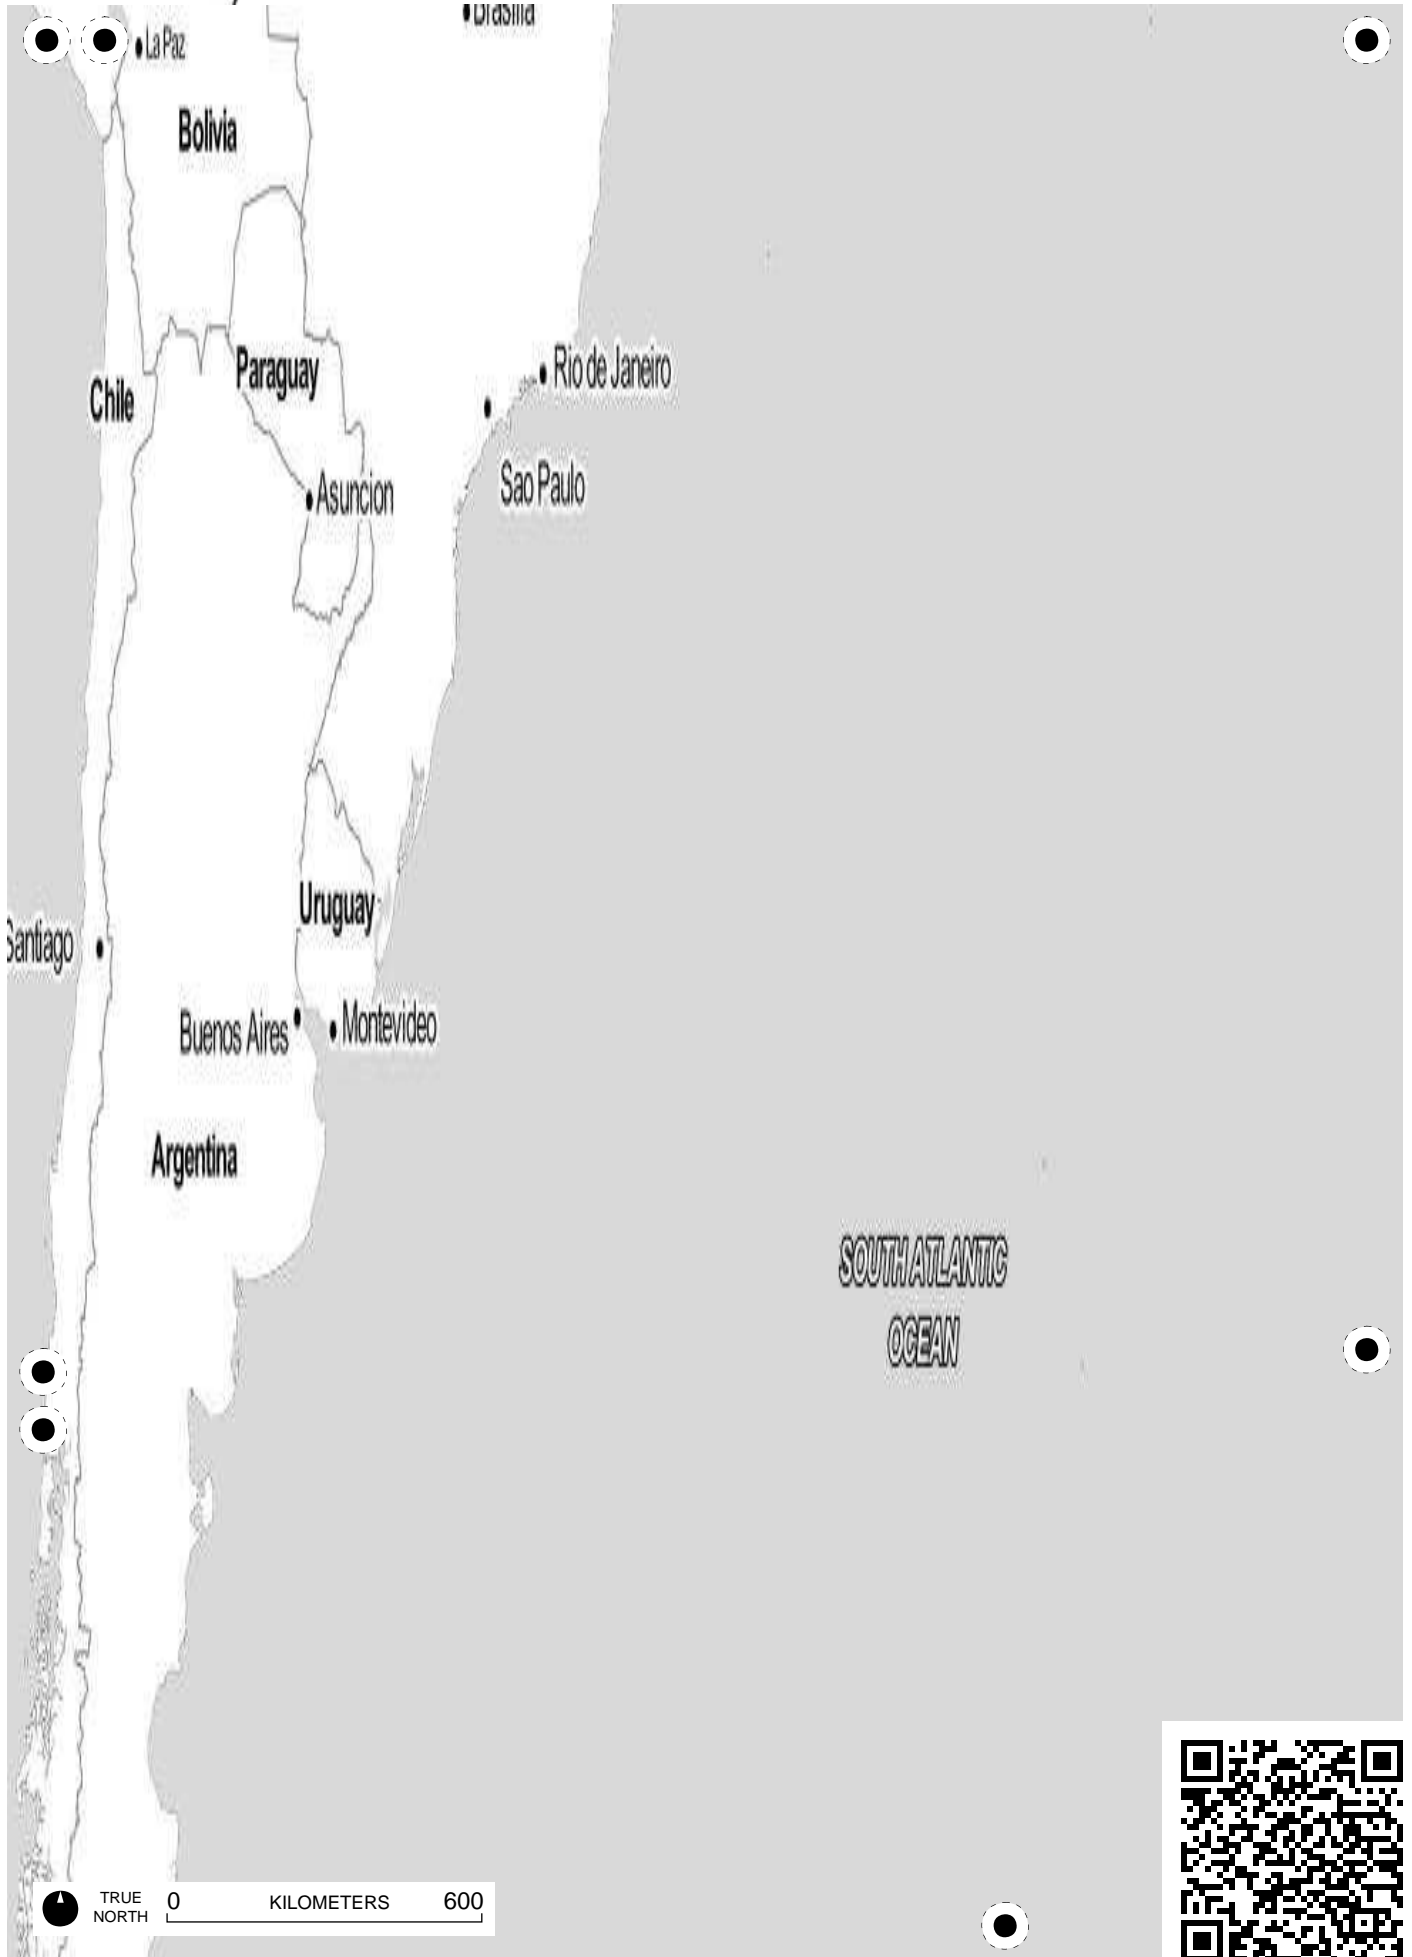 La Paz
Bolivia
Paraguay
Rio de Janeiro
Chile
Sao Paulo
Asuncion
Uruguay
Santiago
Buenos Aires
Montevideo
Argentina
SOUTH ATLANTIC
OCEAN
TRUE
NORTH
0 KILOMETERS 600